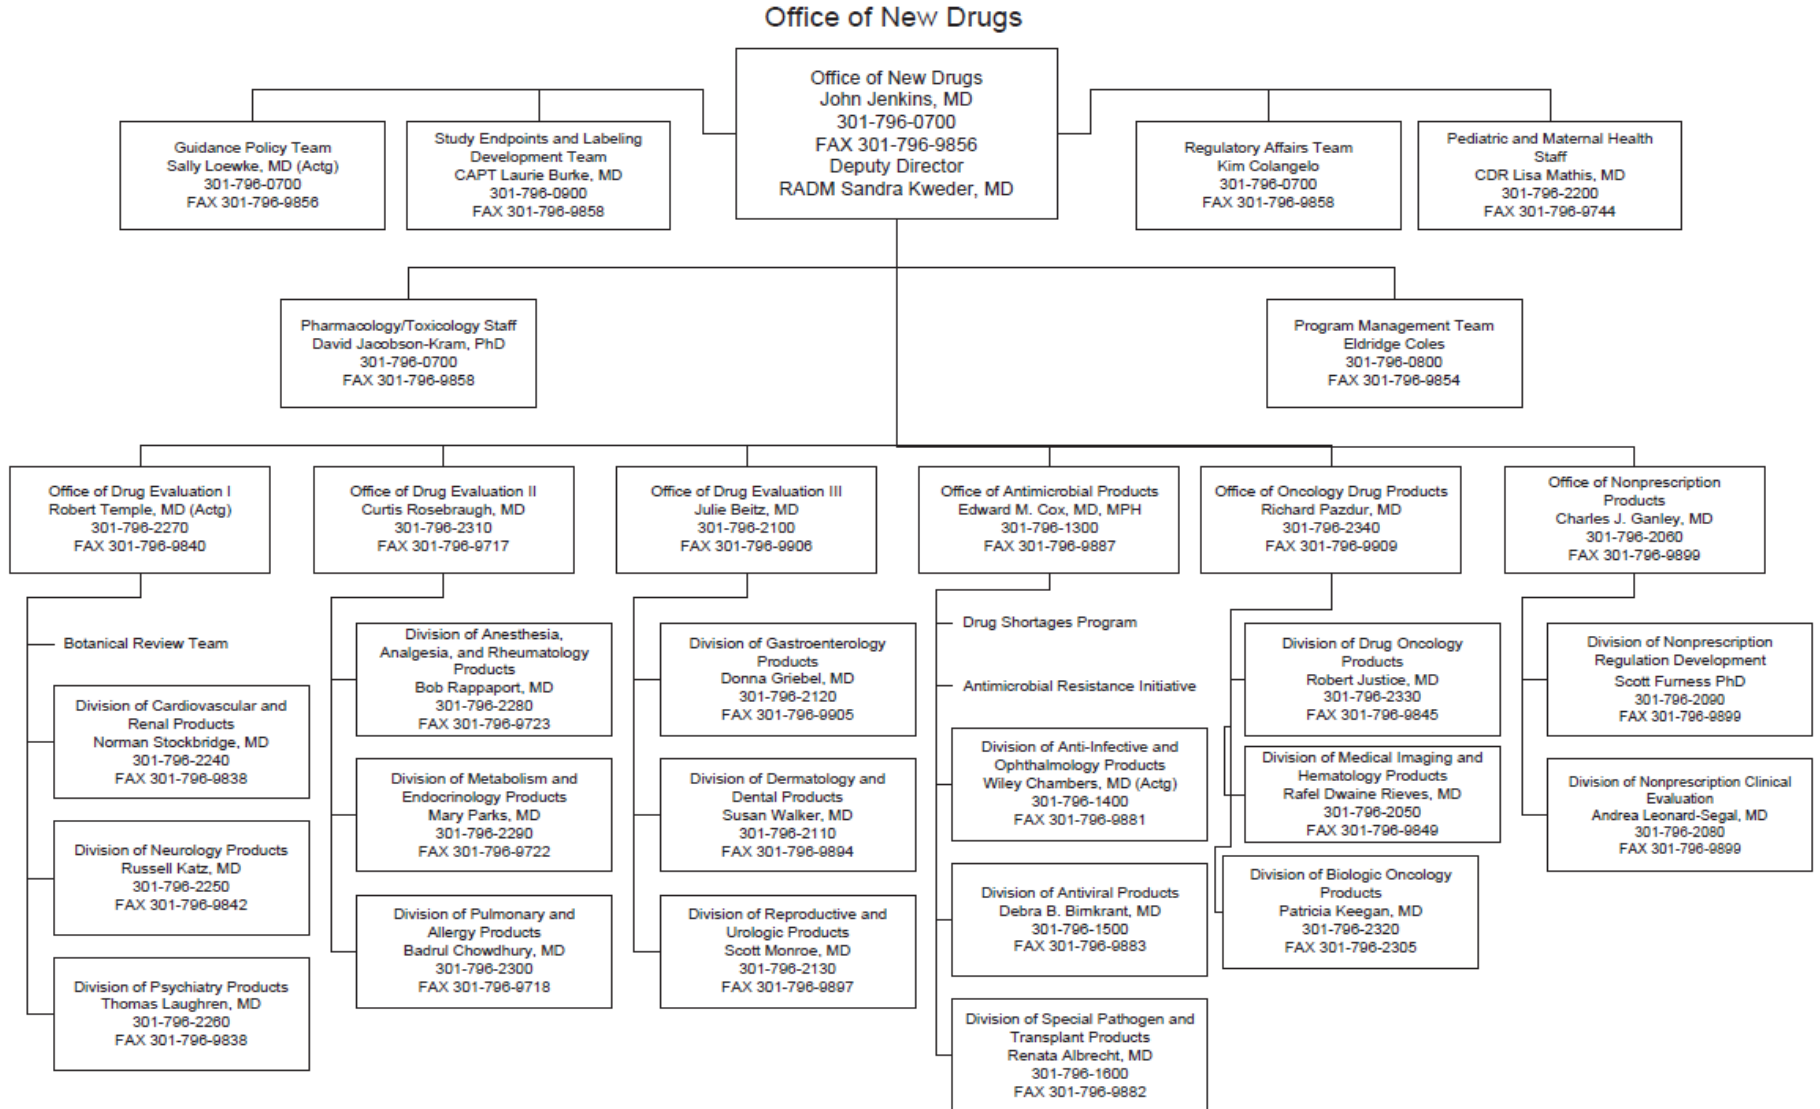 Office of New Drugs
Office of New Drugs
John Jenkins, MD
301-796-0700
FAX 301-796-9856
Deputy Director
RADM Sandra Kweder, MD
Guidance Policy Team
Sally Loewke, MD (Actg)
301-796-0700
FAX 301-796-9856
Study Endpoints and Labeling
Development Team
CAPT Laurie Burke, MD
301-796-0900
FAX 301-796-9858
Regulatory Affairs Team
Kim Colangelo
301-796-0700
FAX 301-796-9858
Pediatric and Maternal Health
Staff
CDR Lisa Mathis, MD
301-796-2200
FAX 301-796-9744
Pharmacology/Toxicology Staff
David Jacobson-Kram, PhD
301-796-0700
FAX 301-796-9858
Program Management Team
Eldridge Coles
301-796-0800
FAX 301-796-9854
Office of Drug Evaluation I
Robert Temple, MD (Actg)
301-796-2270
FAX 301-796-9840
Office of Drug Evaluation II
Curtis Rosebraugh, MD
301-796-2310
FAX 301-796-9717
Office of Drug Evaluation III
Julie Beitz, MD
301-796-2100
FAX 301-796-9906
Office of Antimicrobial Products
Edward M. Cox, MD, MPH
301-796-1300
FAX 301-796-9887
Office of Oncology Drug Products
Richard Pazdur, MD
301-796-2340
FAX 301-796-9909
Office of Nonprescription
Products
Charles J. Ganley, MD
301-796-2060
FAX 301-796-9899
Botanical Review Team
Division of Cardiovascular and
Renal Products
Norman Stockbridge, MD
301-796-2240
FAX 301-796-9838
Division of Neurology Products
Russell Katz, MD
301-796-2250
FAX 301-796-9842
Division of Psychiatry Products
Thomas Laughren, MD
301-796-2260
FAX 301-796-9838
Division of Anesthesia,
Analgesia, and Rheumatology
Products
Bob Rappaport, MD
301-796-2280
FAX 301-796-9723
Division of Metabolism and
Endocrinology Products
Mary Parks, MD
301-796-2290
FAX 301-796-9722
Division of Pulmonary and
Allergy Products
Badrul Chowdhury, MD
301-796-2300
FAX 301-796-9718
Division of Gastroenterology
Products
Donna Griebel, MD
301-796-2120
FAX 301-796-9905
Division of Dermatology and
Dental Products
Susan Walker, MD
301-796-2110
FAX 301-796-9894
Division of Reproductive and
Urologic Products
Scott Monroe, MD
301-796-2130
FAX 301-796-9897
Drug Shortages Program
Antimicrobial Resistance Initiative
Division of Anti-Infective and
Ophthalmology Products
Wiley Chambers, MD (Actg)
301-796-1400
FAX 301-796-9881
Division of Antiviral Products
Debra B. Birnkrant, MD
301-796-1500
FAX 301-796-9883
Division of Special Pathogen and
Transplant Products
Renata Albrecht, MD
301-796-1600
FAX 301-796-9882
Division of Drug Oncology
Products
Robert Justice, MD
301-796-2330
FAX 301-796-9845
Division of Medical Imaging and
Hematology Products
Rafel Dwaine Rieves, MD
301-796-2050
FAX 301-796-9849
Division of Biologic Oncology
Products
Patricia Keegan, MD
301-796-2320
FAX 301-796-2305
Division of Nonprescription
Regulation Development
Scott Furness PhD
301-796-2090
FAX 301-796-9899
Division of Nonprescription Clinical
Evaluation
Andrea Leonard-Segal, MD
301-796-2080
FAX 301-796-9899